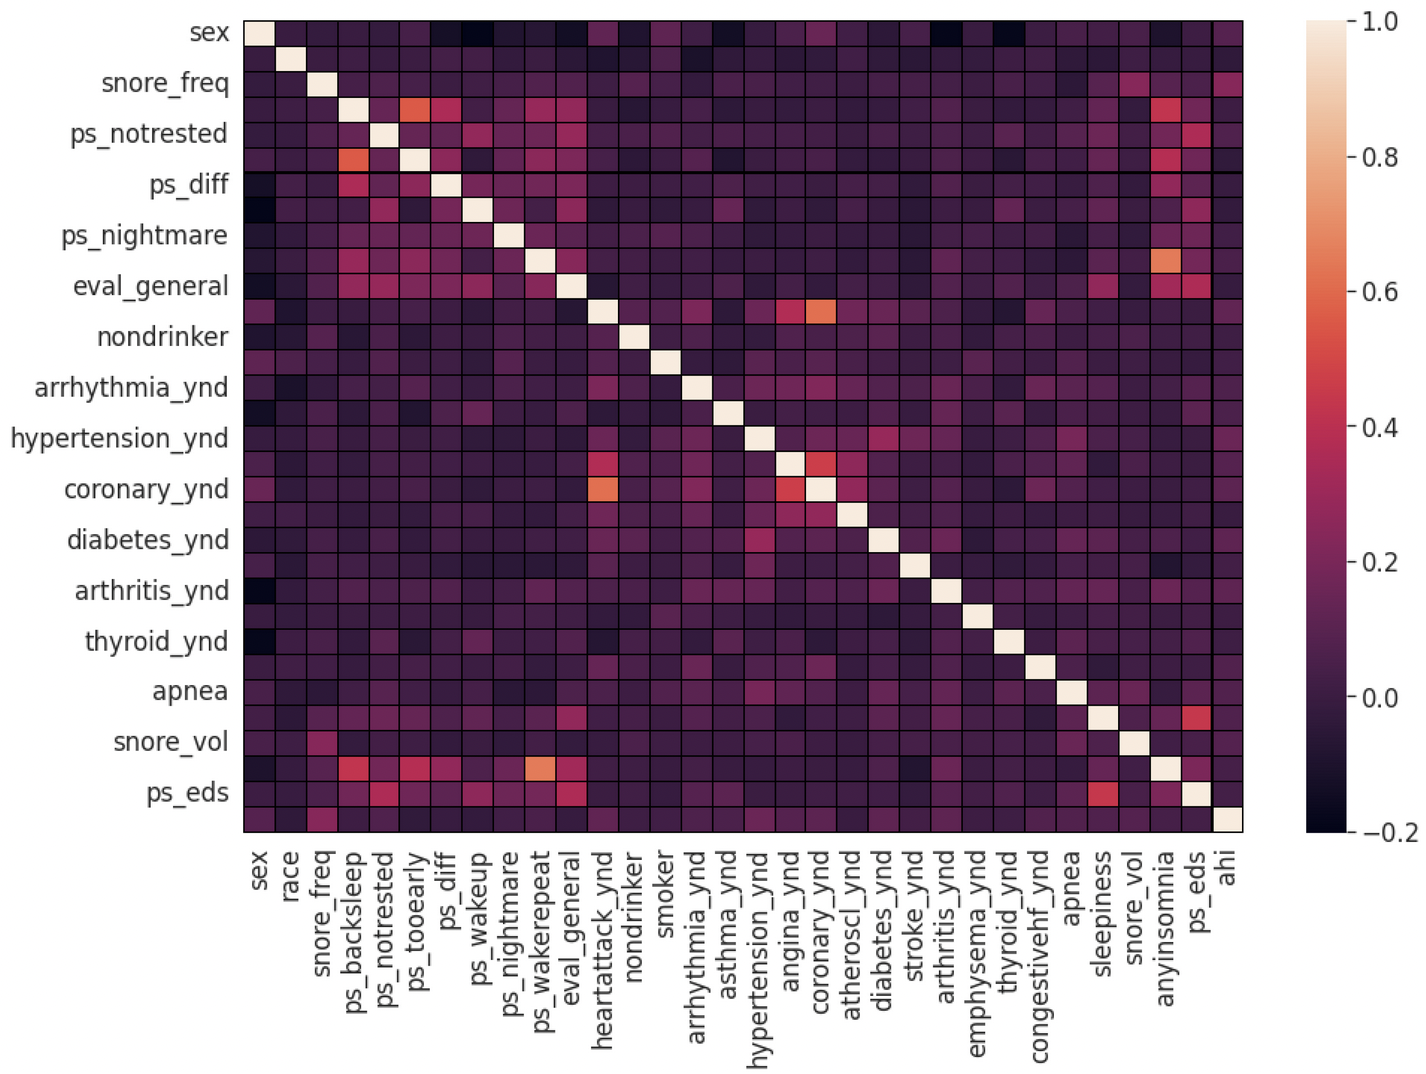 sex
snore_freq
ps_notrested
ps_diff
ps_nightmare
eval_general
nondrinker
arrhythmia_ynd
hypertension_ynd
coronary_ynd
diabetes_ynd
arthritis_ynd
thyroid_ynd
apnea
snore_vol
ps_eds
sex
race
snore_freq
ps_backsleep
ps_notrested
ps_tooearly
ps_diff
ps_wakeup
ps_nightmare
ps_wakerepeat
eval_general
heartattack_ynd
nondrinker
smoker
arrhythmia_ynd
asthma_ynd
hypertension_ynd
angina_ynd
coronary_ynd
atheroscl_ynd
diabetes_ynd
stroke_ynd
arthritis_ynd
emphysema_ynd
thyroid_ynd
congestivehf_ynd
apnea
sleepiness
snore_vol
anyinsomnia
ps_eds
ahi
1.0
0.8
0.6
0.4
0.2
0.0
−0.2